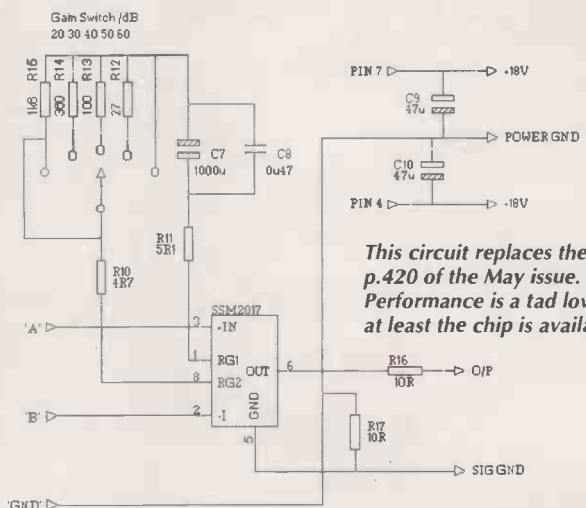 Gain Switch /dB
20 30 40 50 60
R15
1k6
R14
360
R13
100
R12
27
C7
1000u
C8
0u47
R11
5R1
R10
4R7
SSM2017
'A'
3
-IN
1
RG1
8
RG2
'B'
2
-I
OUT
6
GND
5
R16
10R
O/P
R17
10R
SIG GND
'GND'
PIN 7
-18V
C9
47u
POWER GND
C10
47u
PIN 4
-18V
This circuit replaces the
p.420 of the May issue.
Performance is a tad low
at least the chip is availa